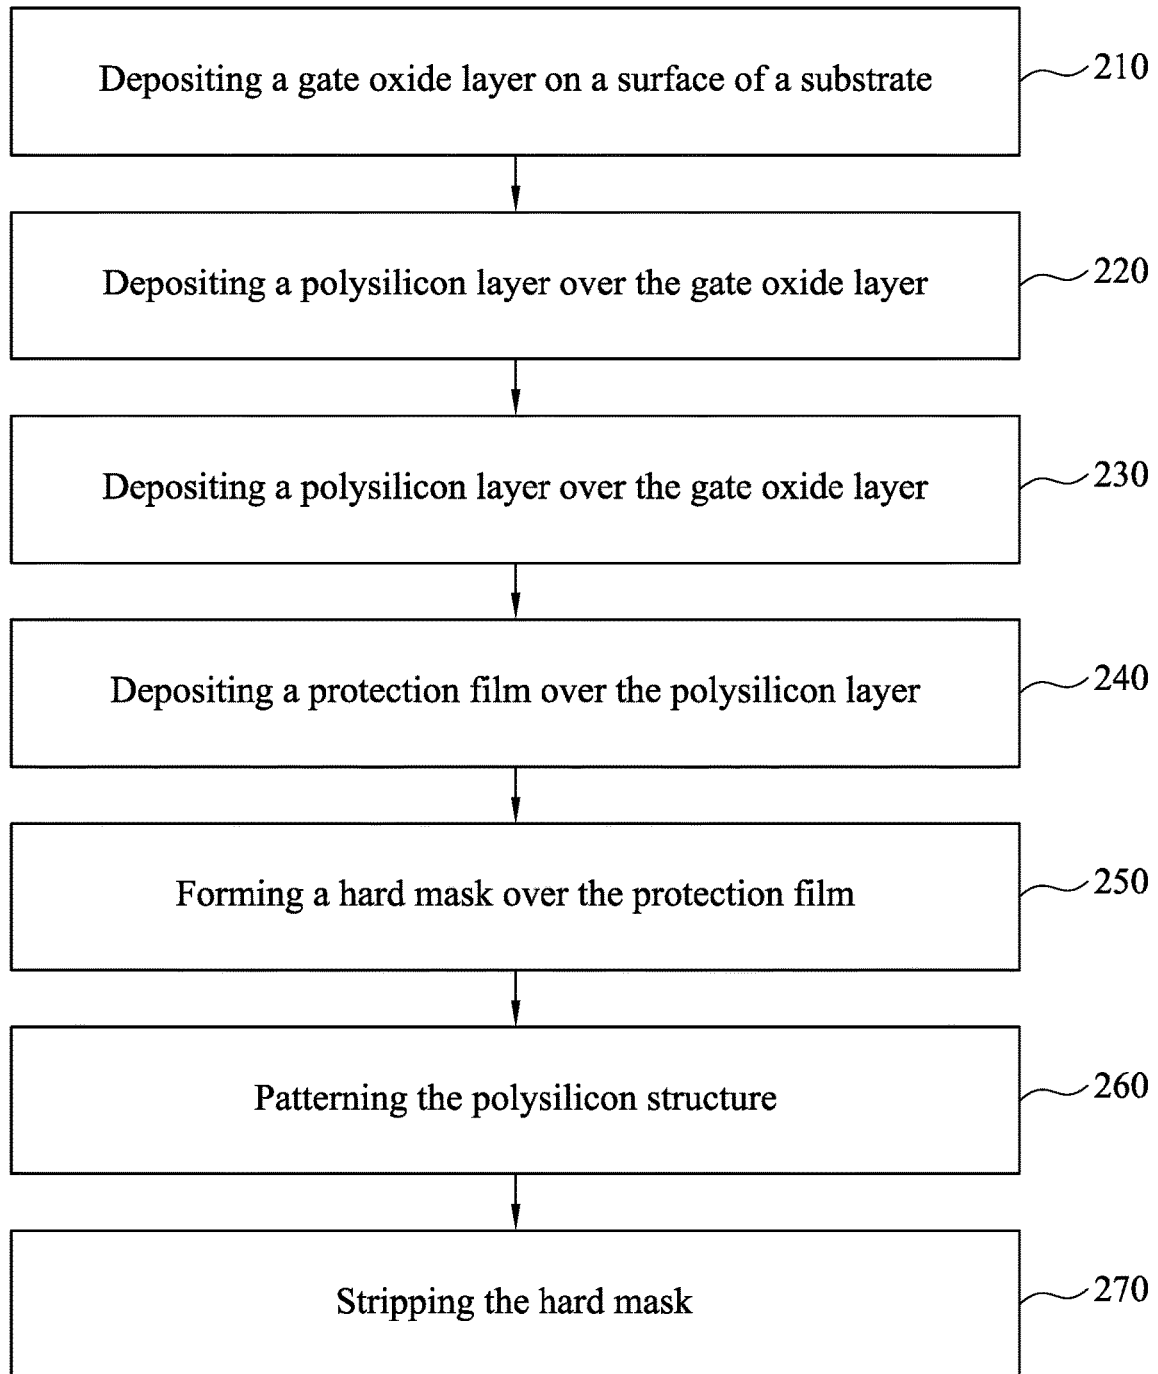 Depositing a gate oxide layer on a surface of a substrate
210
Depositing a polysilicon layer over the gate oxide layer
220
Depositing a polysilicon layer over the gate oxide layer
230
Depositing a protection film over the polysilicon layer
240
Forming a hard mask over the protection film
250
Patterning the polysilicon structure
260
Stripping the hard mask
270